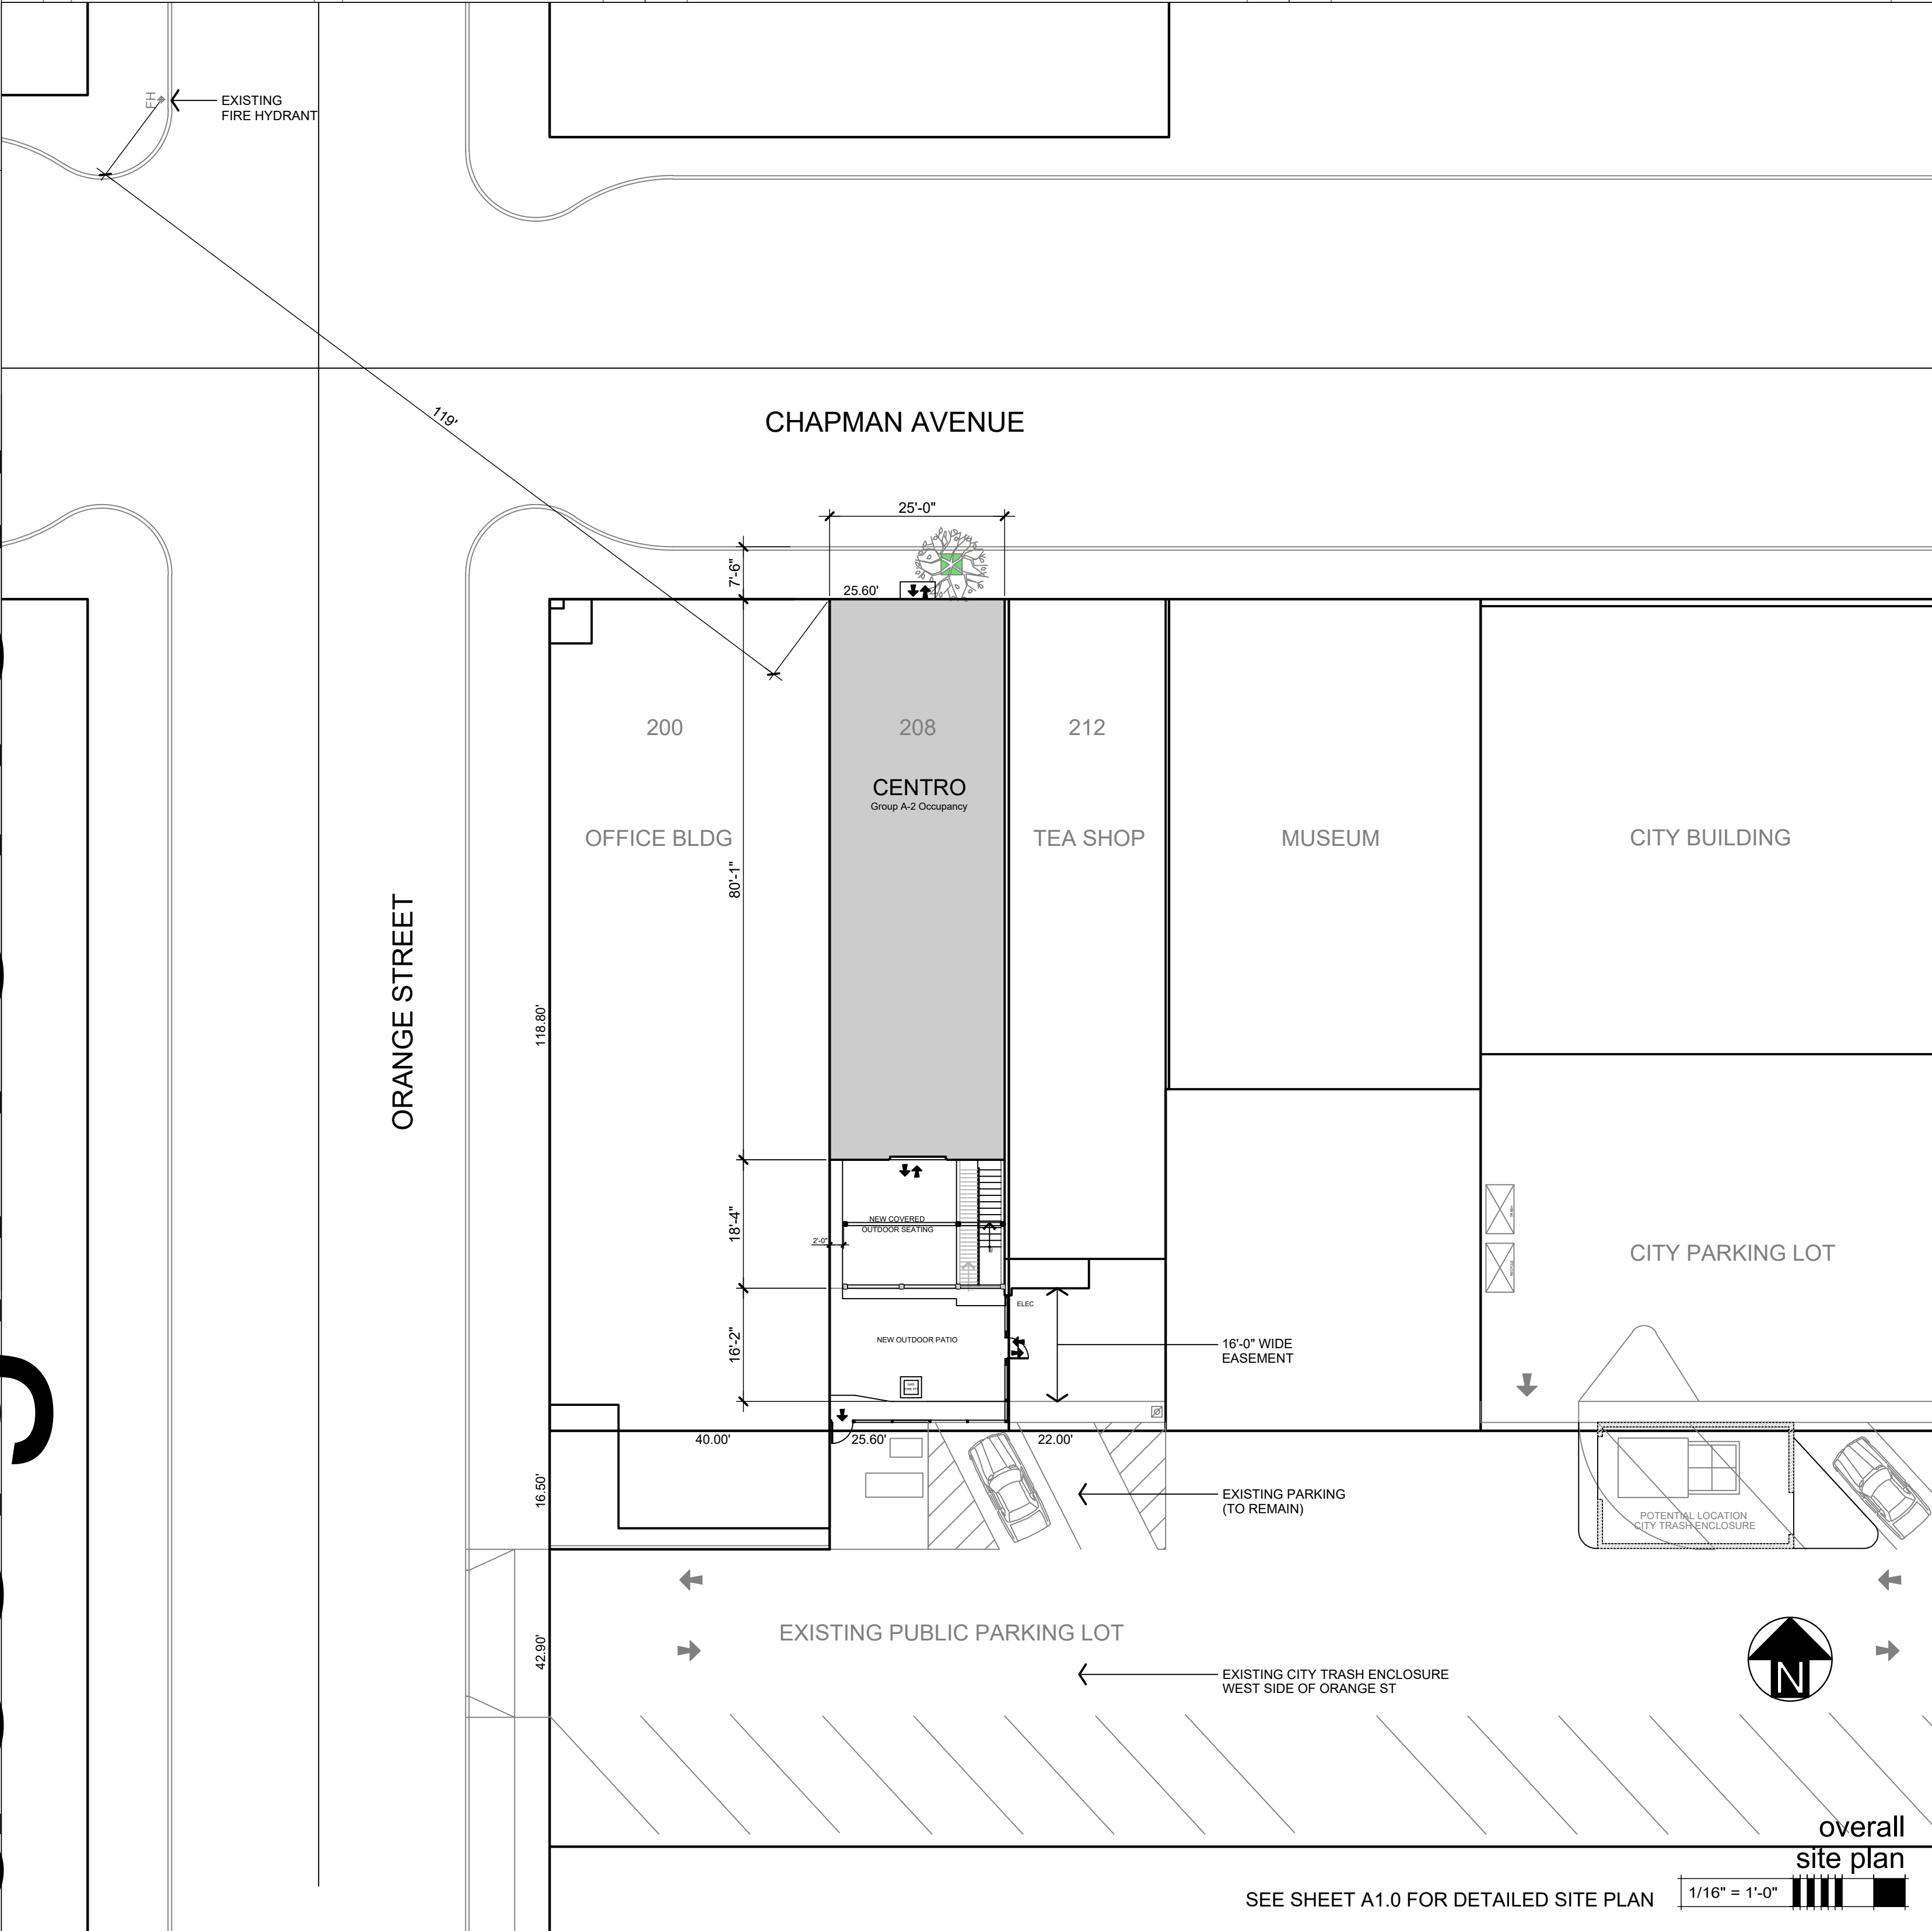 FH
EXISTING
FIRE HYDRANT
119'
CHAPMAN AVENUE
25'-0"
7'-6"
25.60'
200
208
212
CENTRO
Group A-2 Occupancy
OFFICE BLDG
TEA SHOP
MUSEUM
CITY BUILDING
80'-1"
ORANGE STREET
118.80'
NEW COVERED
OUTDOOR SEATING
18'-4"
2'-0"
CITY PARKING LOT
ELEC
NEW OUTDOOR PATIO
16'-2"
16'-0" WIDE
EASEMENT
40.00'
25.60'
22.00'
16.50'
EXISTING PARKING
(TO REMAIN)
POTENTIAL LOCATION
CITY TRASH ENCLOSURE
EXISTING PUBLIC PARKING LOT
42.90'
EXISTING CITY TRASH ENCLOSURE
WEST SIDE OF ORANGE ST
N
overall
site plan
SEE SHEET A1.0 FOR DETAILED SITE PLAN
1/16" = 1'-0"